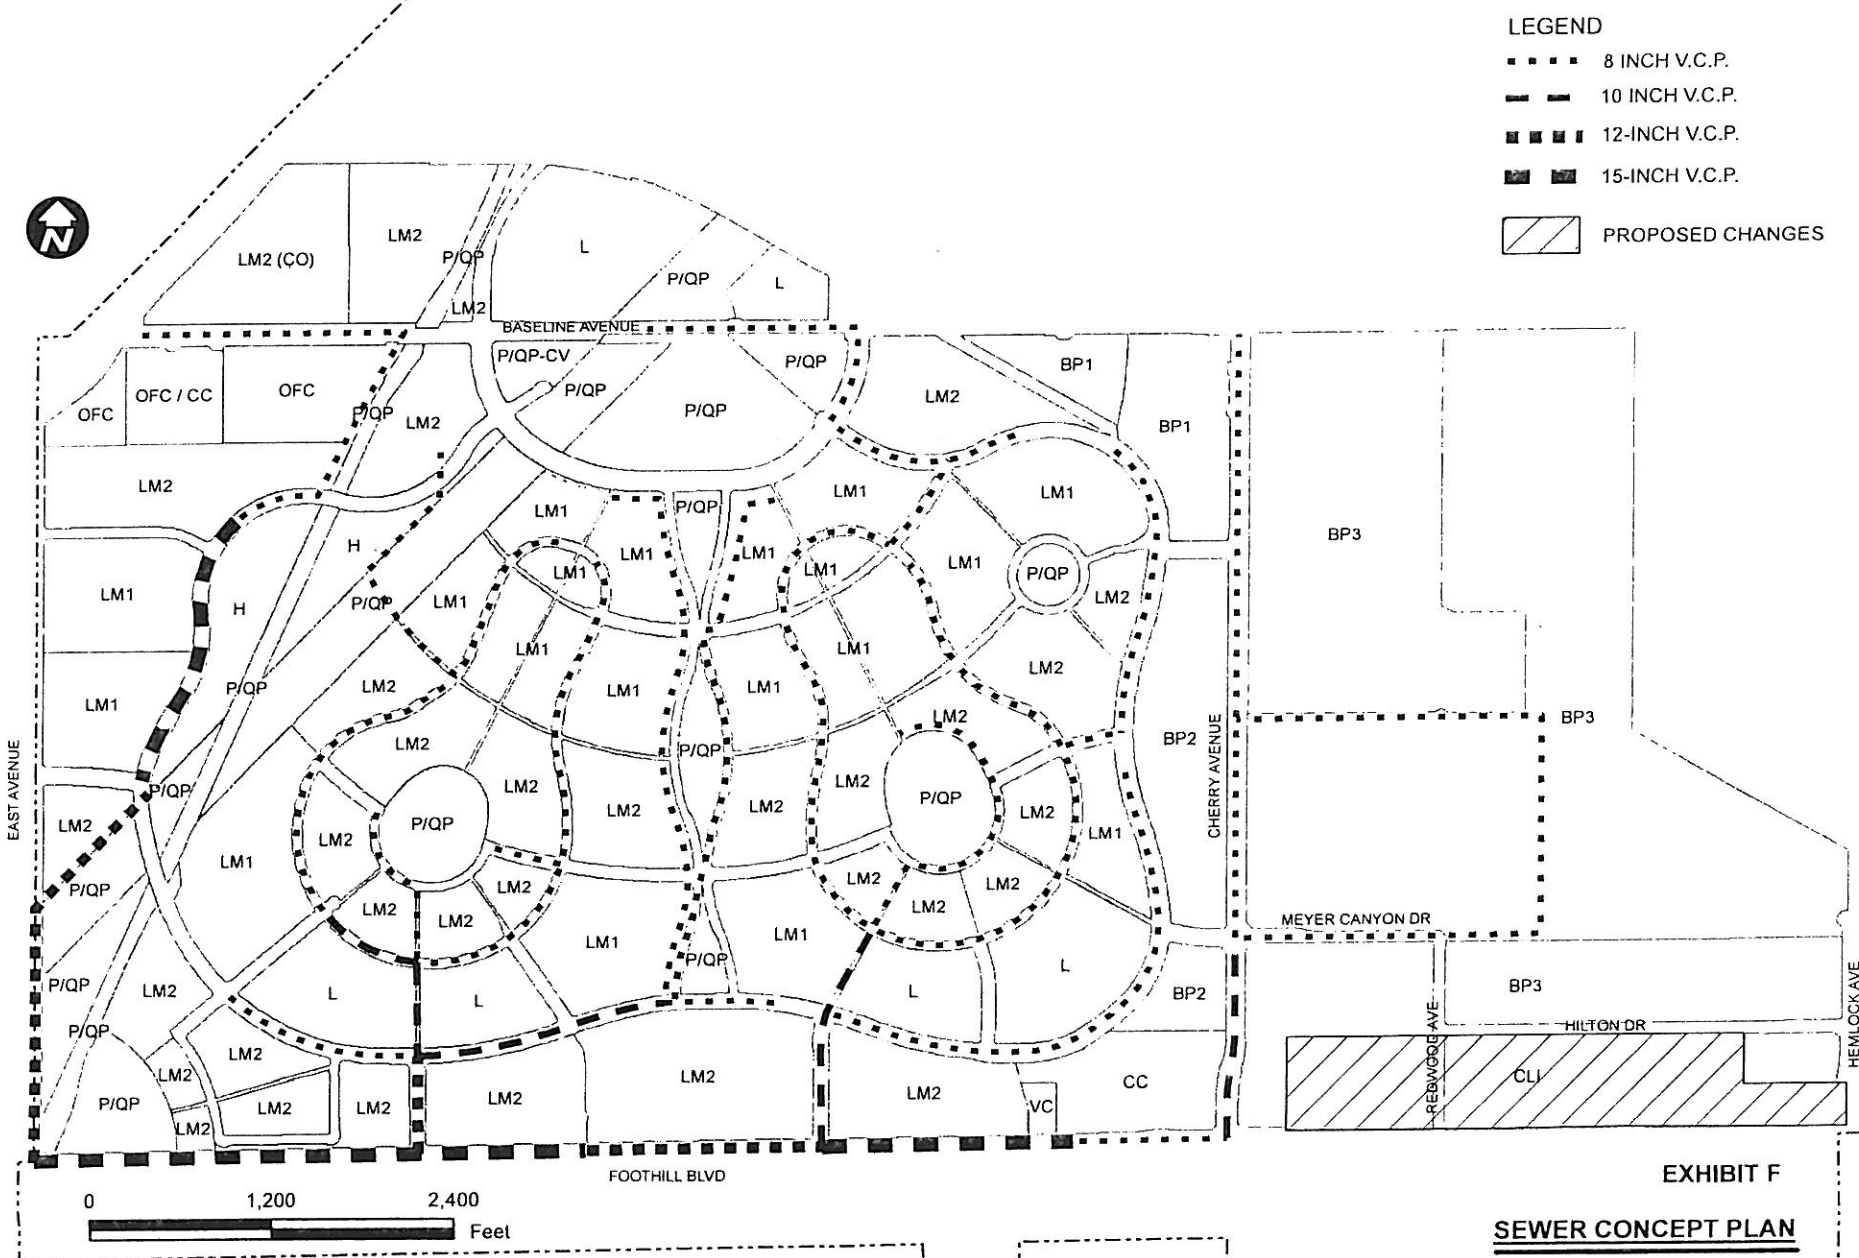 LEGEND
8 INCH V.C.P.
10 INCH V.C.P.
12-INCH V.C.P.
15-INCH V.C.P.
PROPOSED CHANGES
N
LM2 (CO)
LM2
P/QP
LM2
L
P/QP
L
BASELINE AVENUE
P/QP-CV
P/QP
P/QP
P/QP
LM2
BP1
BP1
OFC
OFC / CC
OFC
P/QP
LM2
LM2
LM1
P/QP
LM1
LM1
BP3
H
LM1
LM1
LM1
LM1
LM1
P/QP
LM2
LM1
H
P/QP
LM1
LM1
LM1
LM2
LM1
P/QP
LM2
LM1
LM1
LM2
BP3
EAST AVENUE
P/QP
LM2
P/QP
BP2
CHERRY AVENUE
P/QP
LM2
LM2
LM2
LM2
LM2
P/QP
LM2
LM1
LM2
P/QP
LM2
LM1
P/QP
LM2
LM2
LM2
LM2
LM2
LM2
LM1
LM1
MEYER CANYON DR
P/QP
L
P/QP
LM2
L
L
L
BP2
BP3
HEMLOCK AVE
REDWOOD AVE
HILTON DR
P/QP
LM2
LM2
LM2
LM2
CC
CLI
P/QP
LM2
LM2
LM2
LM2
VC
LM2
FOOTHILL BLVD
0 1,200 2,400
Feet
EXHIBIT F
SEWER CONCEPT PLAN